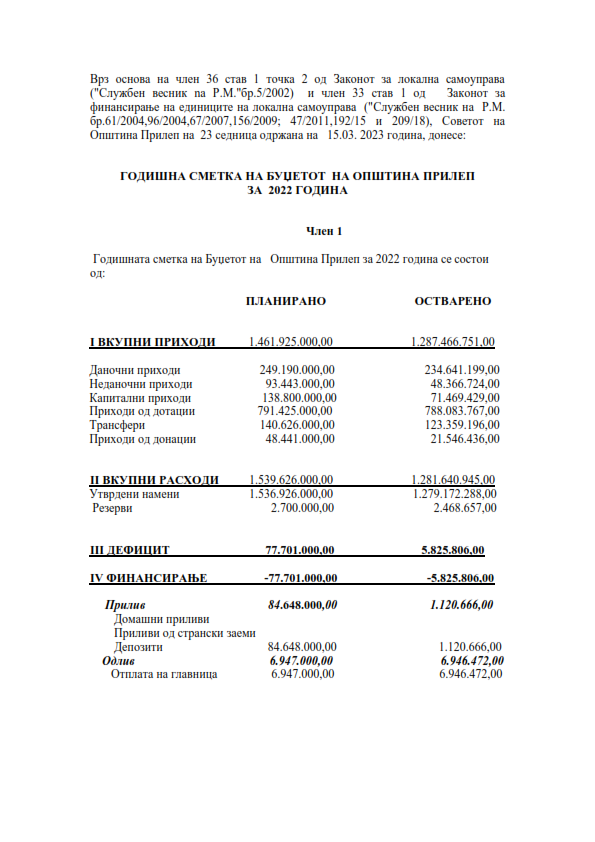 Врз основа на член 36 став 1 точка 2 од Законот за локална самоуправа
("Службен весник na Р.М."бр.5/2002) и член 33 став 1 од Законот за
финансирање на единиците на локална самоуправа ("Службен весник на Р.М.
бр.61/2004,96/2004,67/2007,156/2009; 47/2011,192/15 и 209/18), Советот на
Општина Прилеп на 23 седница одржана на 15.03. 2023 година, донесе:
ГОДИШНА СМЕТКА НА БУЏЕТОТ НА ОПШТИНА ПРИЛЕП
ЗА 2022 ГОДИНА
Член 1
Годишната сметка на Буџетот на Општина Прилеп за 2022 година се состои
од:
ПЛАНИРАНО ОСТВАРЕНО
I ВКУПНИ ПРИХОДИ 1.461.925.000,00 1.287.466.751,00
Даночни приходи 249.190.000,00 234.641.199,00
Неданочни приходи 93.443.000,00 48.366.724,00
Капитални приходи 138.800.000,00 71.469.429,00
Приходи од дотации 791.425.000,00 788.083.767,00
Трансфери 140.626.000,00 123.359.196,00
Приходи од донации 48.441.000,00 21.546.436,00
II ВКУПНИ РАСХОДИ 1.539.626.000,00 1.281.640.945,00
Утврдени намени 1.536.926.000,00 1.279.172.288,00
Резерви 2.700.000,00 2.468.657,00
III ДЕФИЦИТ 77.701.000,00 5.825.806,00
IV ФИНАНСИРАЊЕ -77.701.000,00 -5.825.806,00
Прилив 84.648.000,00 1.120.666,00
Домашни приливи
Приливи од странски заеми
Депозити 84.648.000,00 1.120.666,00
Одлив 6.947.000,00 6.946.472,00
Отплата на главница 6.947.000,00 6.946.472,00